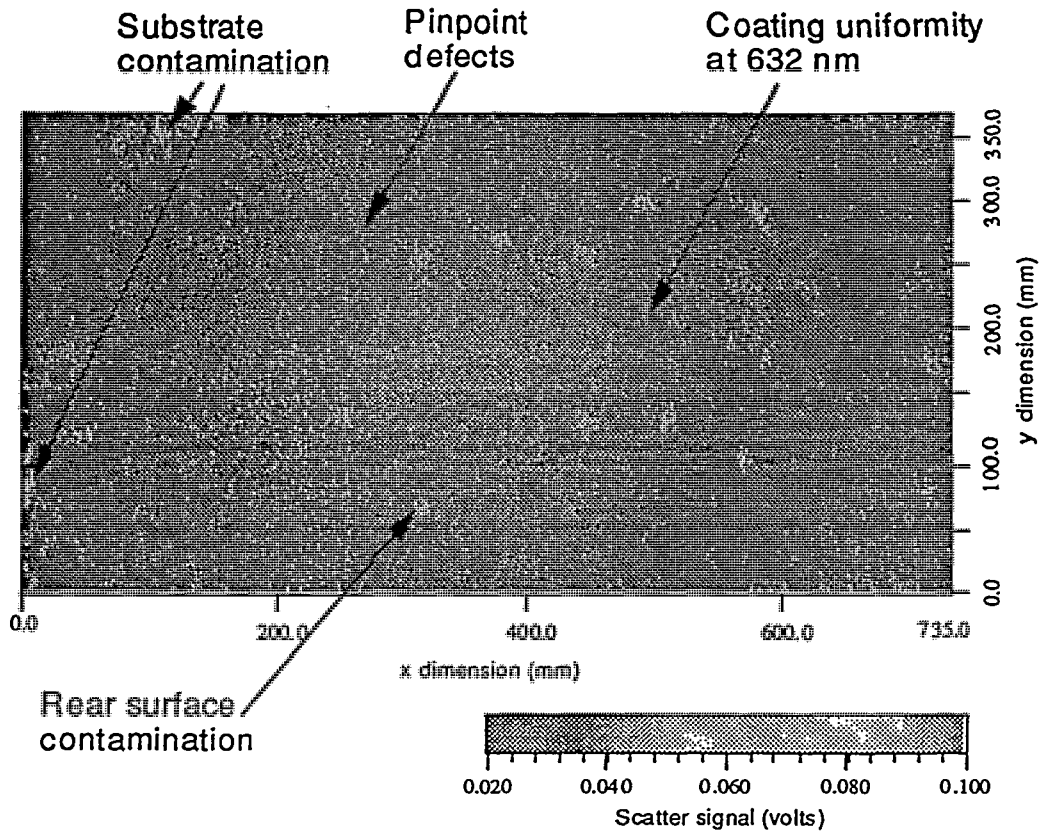 Substrate
contamination
Pinpoint
defects
Coating uniformity
at 632 nm
350.0
300.0
200.0
100.0
0.0
y dimension (mm)
0.0
200.0
400.0
600.0
735.0
x dimension (mm)
Rear surface
contamination
0.020
0.040
0.060
0.080
0.100
Scatter signal (volts)